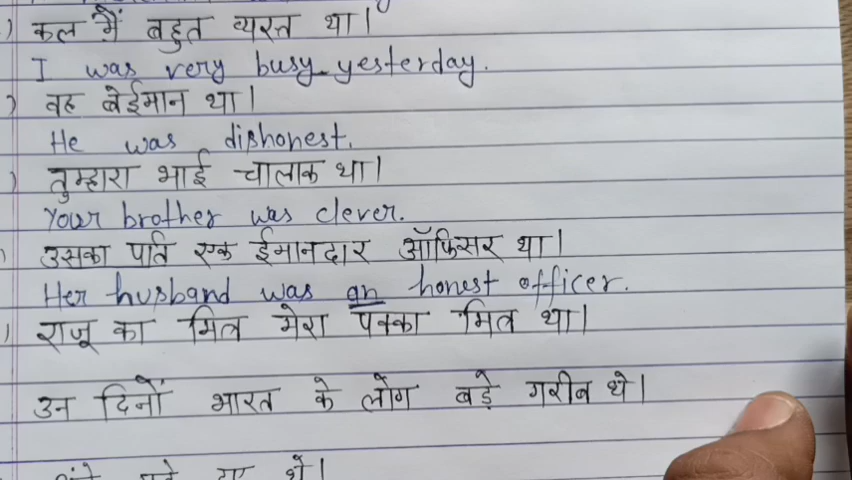 कल मैं बहुत व्यस्त था।
I was very busy yesterday.
वह बेईमान था।
He was dishonest.
तुम्हारा भाई चालाक था।
Your brother was clever.
उसका पति एक ईमानदार ऑफिसर था।
Her husband was an honest officer.
राजू का मित्र मेरा पक्का मित्र था।
उन दिनों भारत के लोग बड़े गरीब थे।
थे।